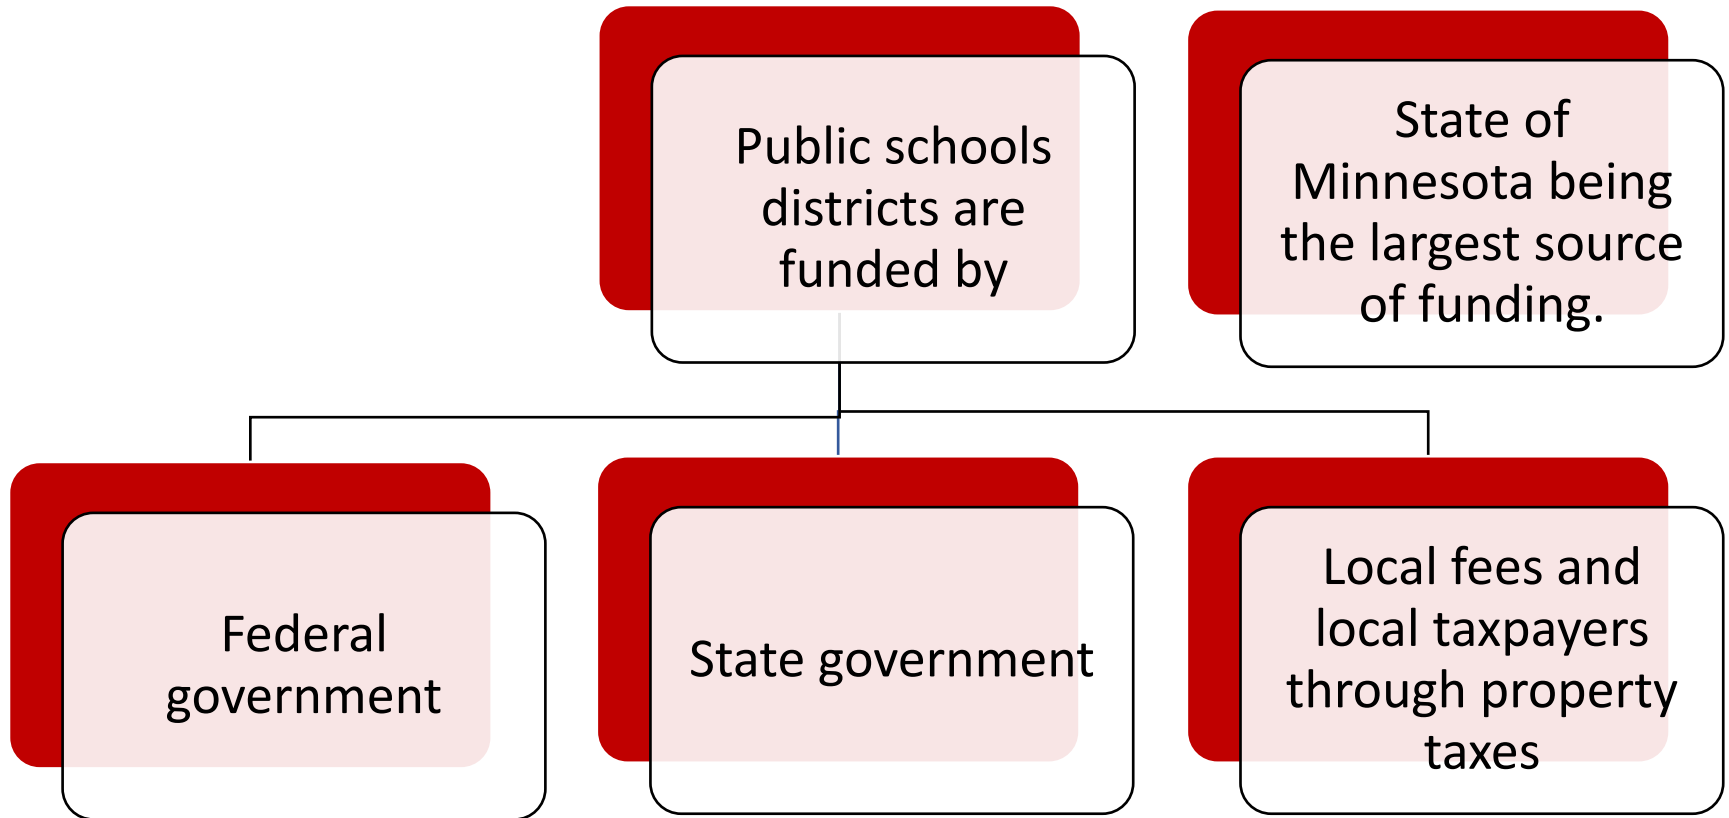 Public schools
districts are
funded by
State of
Minnesota being
the largest source
of funding.
Federal
government
State government
Local fees and
local taxpayers
through property
taxes